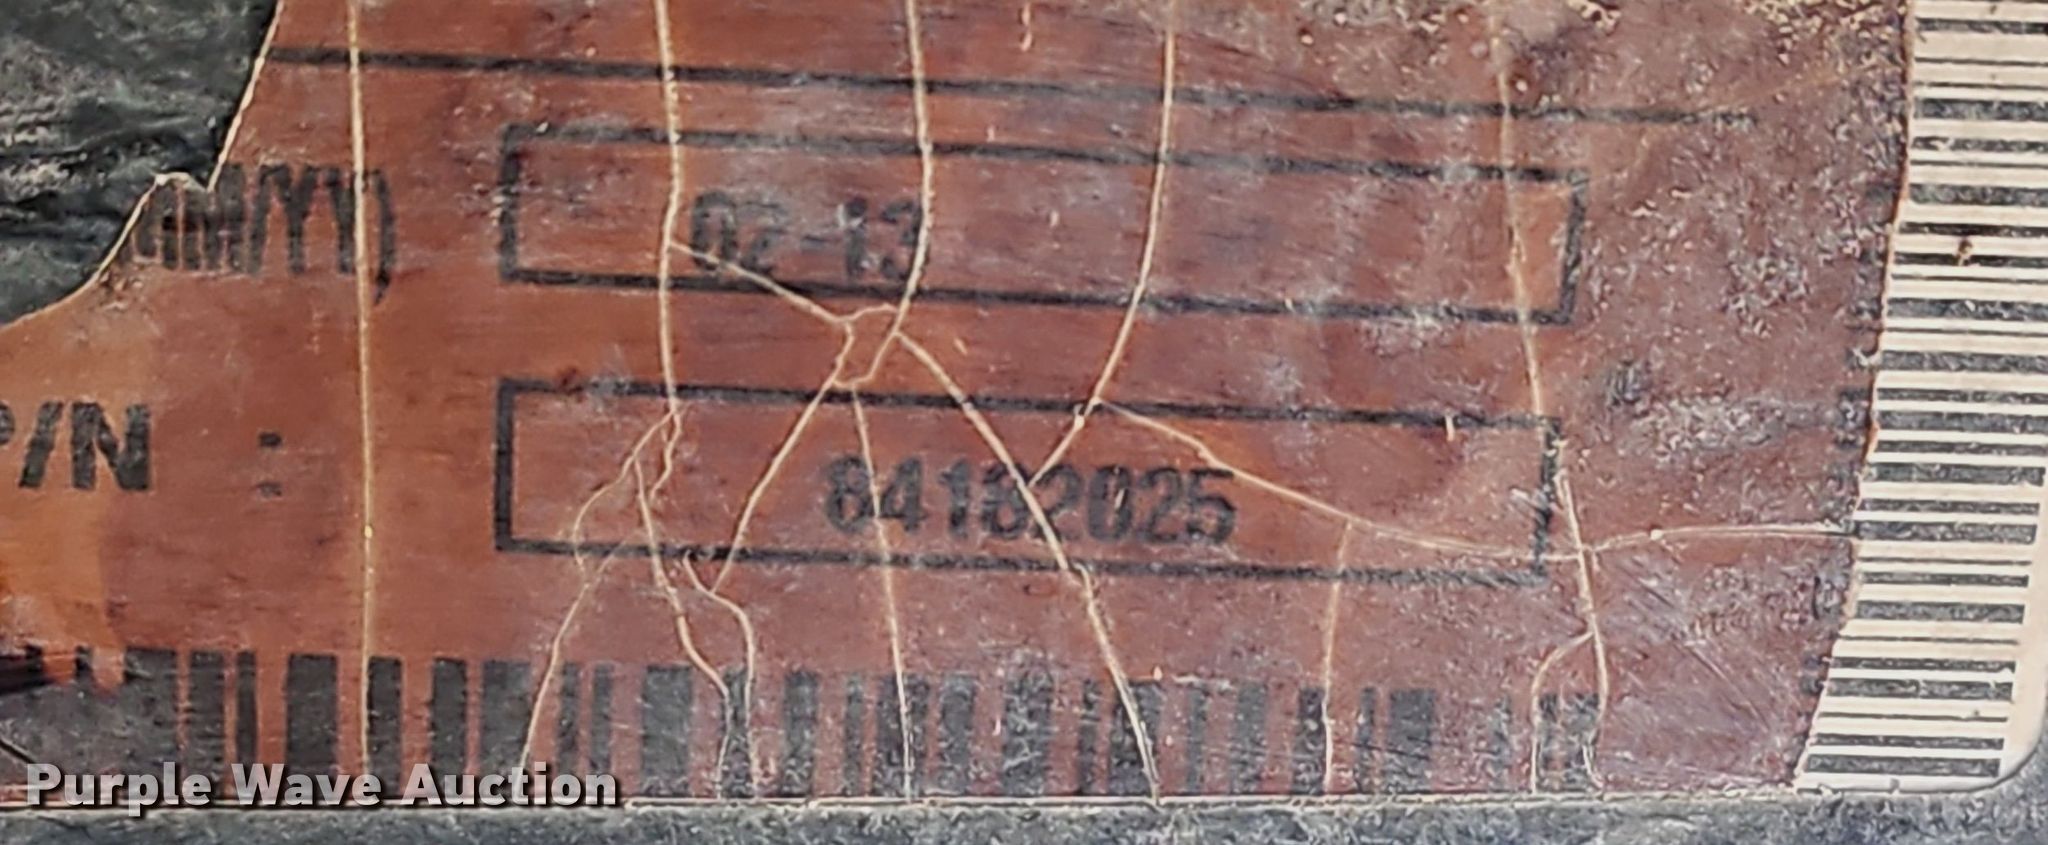 MM/YY) 02-13
P/N : 84182025
Purple Wave Auction